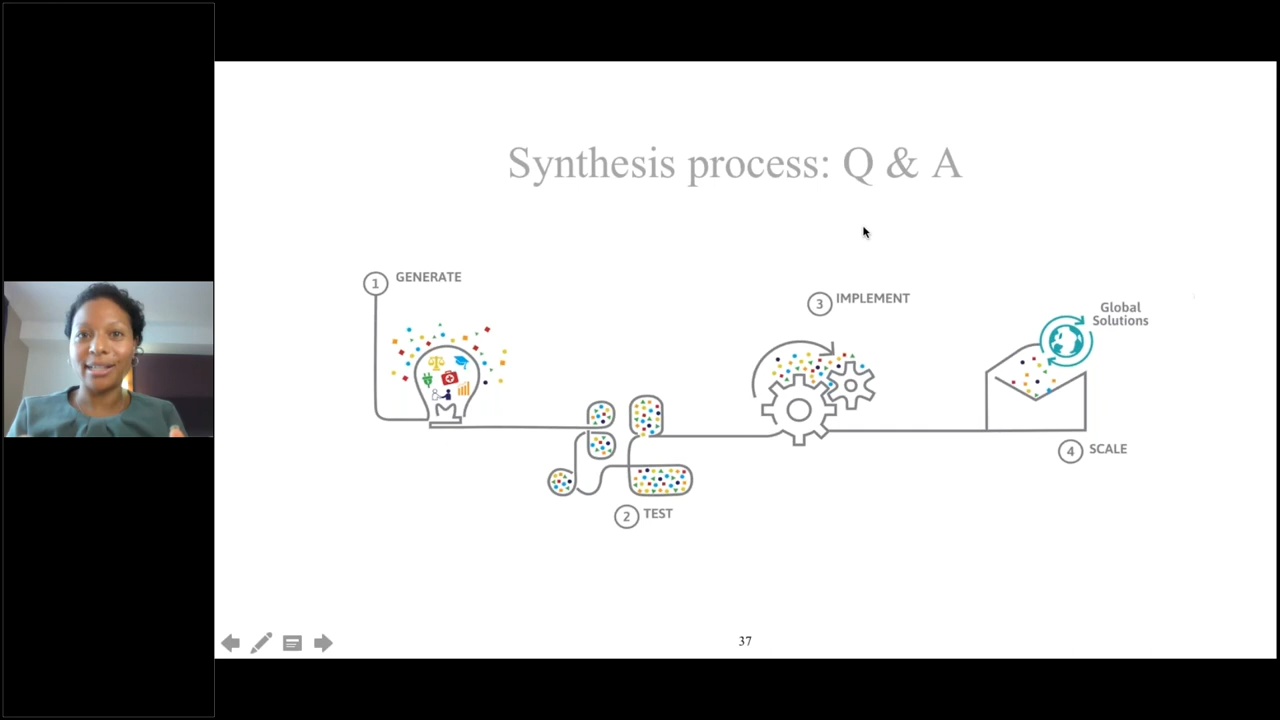 Synthesis process: Q & A
1 GENERATE
3 IMPLEMENT
Global
Solutions
4 SCALE
2 TEST
37